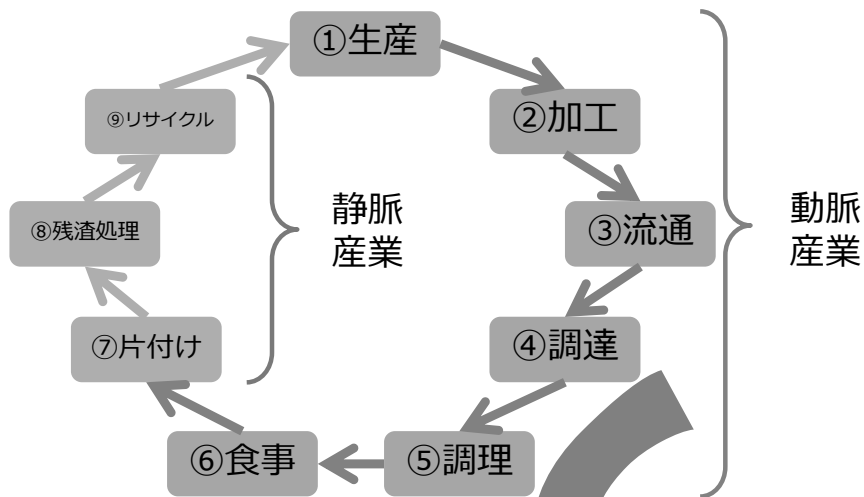 ①生産
②加工
③流通
④調達
⑤調理
⑥食事
⑦片付け
⑧残渣処理
⑨リサイクル
静脈
産業
動脈
産業